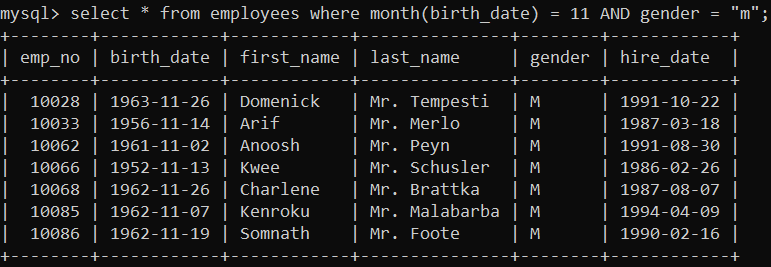 mysql> select * from employees where month(birth_date) = 11 AND gender = "m";
+--------+------------+------------+---------------+--------+------------+
| emp_no | birth_date | first_name | last_name     | gender | hire_date  |
+--------+------------+------------+---------------+--------+------------+
|  10028 | 1963-11-26 | Domenick   | Mr. Tempesti  | M      | 1991-10-22 |
|  10033 | 1956-11-14 | Arif       | Mr. Merlo     | M      | 1987-03-18 |
|  10062 | 1961-11-02 | Anoosh     | Mr. Peyn      | M      | 1991-08-30 |
|  10066 | 1952-11-13 | Kwee       | Mr. Schusler  | M      | 1986-02-26 |
|  10068 | 1962-11-26 | Charlene   | Mr. Brattka   | M      | 1987-08-07 |
|  10085 | 1962-11-07 | Kenroku    | Mr. Malabarba | M      | 1994-04-09 |
|  10086 | 1962-11-19 | Somnath    | Mr. Foote     | M      | 1990-02-16 |
+--------+------------+------------+---------------+--------+------------+